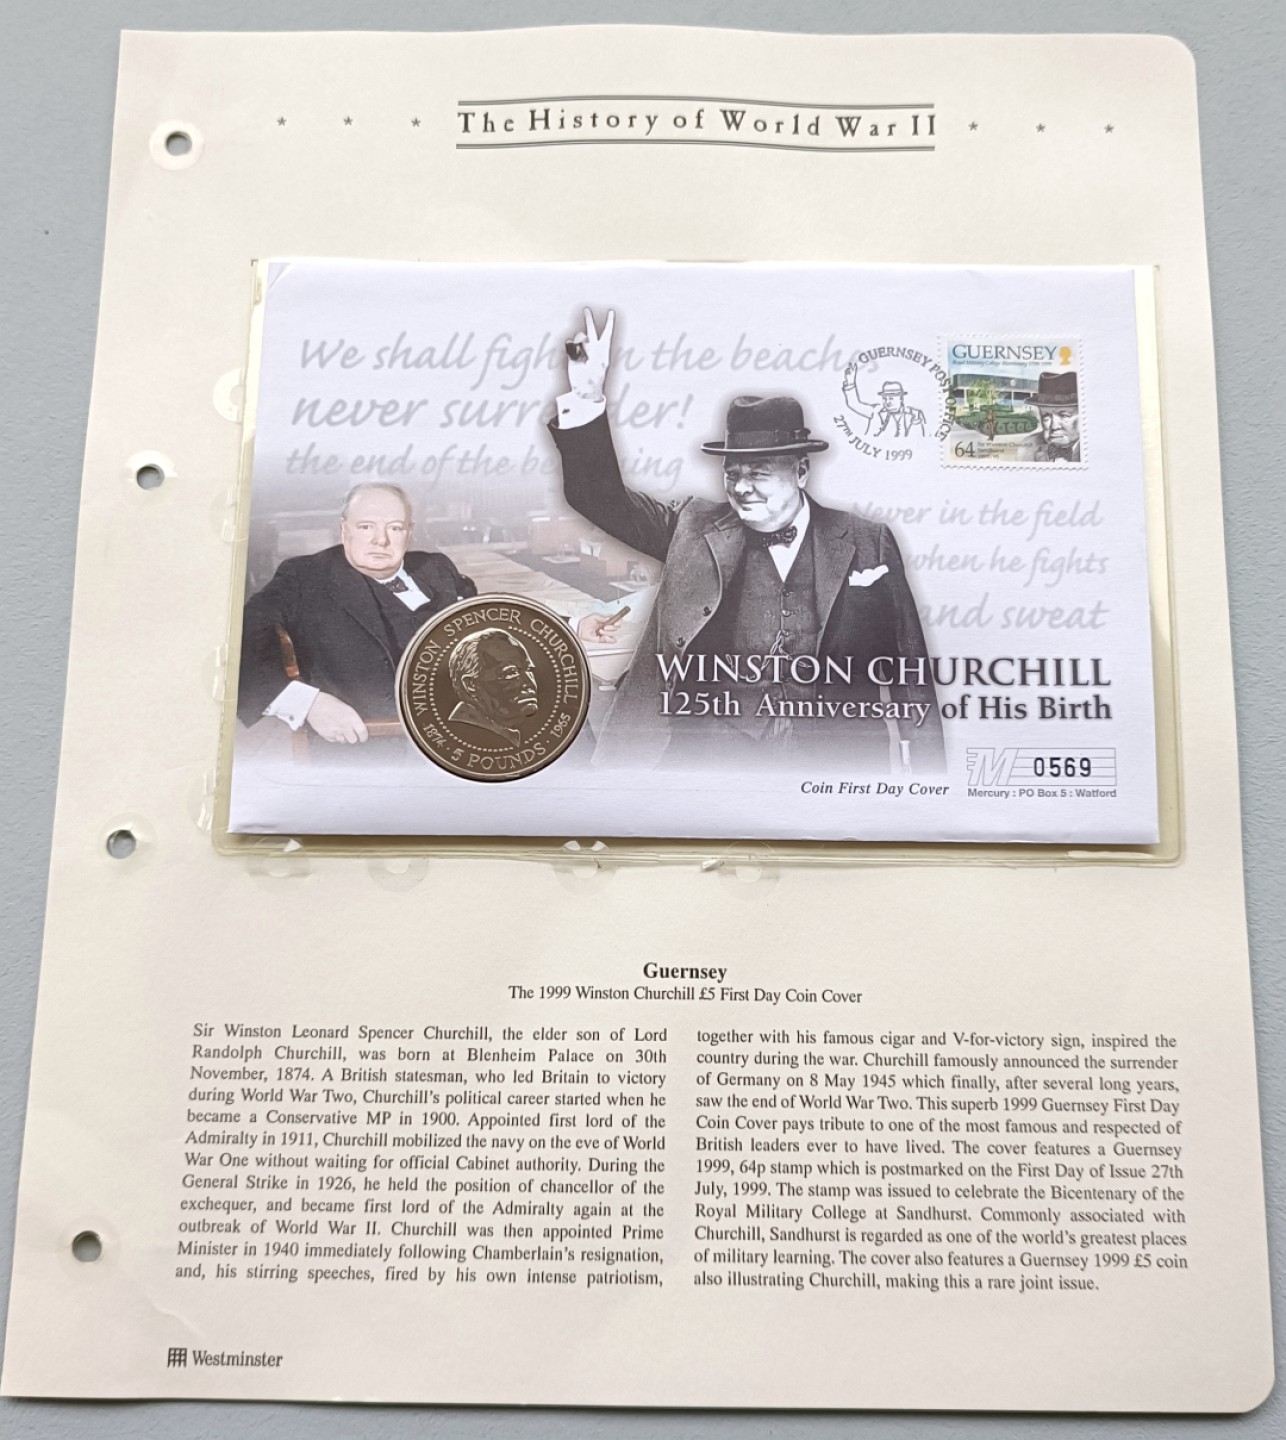 The History of World War II
We shall figh n the beach
never surre der!
the end of the be ing
GUERNSEY POST OFFICE
27TH JULY 1999
GUERNSEY
64
Sir Winston Churchill
Never in the field
when he fights
and sweat
WINSTON SPENCER CHURCHILL
1874 · 5 POUNDS · 1965
WINSTON CHURCHILL
125th Anniversary of His Birth
Coin First Day Cover
M 0569
Mercury : PO Box 5 : Watford
Guernsey
The 1999 Winston Churchill £5 First Day Coin Cover
Sir Winston Leonard Spencer Churchill, the elder son of Lord
Randolph Churchill, was born at Blenheim Palace on 30th
November, 1874. A British statesman, who led Britain to victory
during World War Two, Churchill's political career started when he
became a Conservative MP in 1900. Appointed first lord of the
Admiralty in 1911, Churchill mobilized the navy on the eve of World
War One without waiting for official Cabinet authority. During the
General Strike in 1926, he held the position of chancellor of the
exchequer, and became first lord of the Admiralty again at the
outbreak of World War II. Churchill was then appointed Prime
Minister in 1940 immediately following Chamberlain's resignation,
and, his stirring speeches, fired by his own intense patriotism,
together with his famous cigar and V-for-victory sign, inspired the
country during the war. Churchill famously announced the surrender
of Germany on 8 May 1945 which finally, after several long years,
saw the end of World War Two. This superb 1999 Guernsey First Day
Coin Cover pays tribute to one of the most famous and respected of
British leaders ever to have lived. The cover features a Guernsey
1999, 64p stamp which is postmarked on the First Day of Issue 27th
July, 1999. The stamp was issued to celebrate the Bicentenary of the
Royal Military College at Sandhurst. Commonly associated with
Churchill, Sandhurst is regarded as one of the world's greatest places
of military learning. The cover also features a Guernsey 1999 £5 coin
also illustrating Churchill, making this a rare joint issue.
Westminster